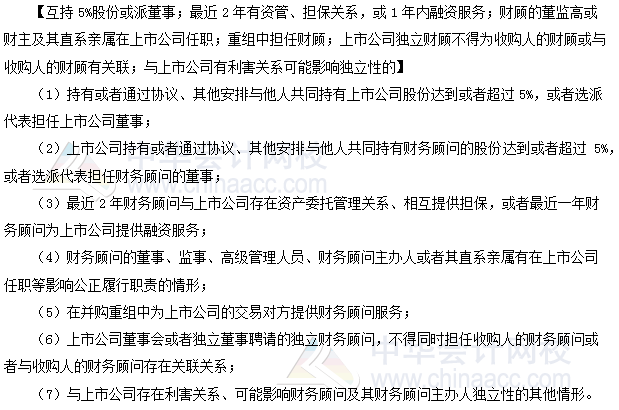 【互持 5%股份或派董事；最近 2 年有资管、担保关系，或 1 年内融资服务；财顾的董监高或
财主及其直系亲属在上市公司任职；重组中担任财顾；上市公司独立财顾不得为收购人的财顾或与
收购人的财顾有关联；与上市公司有利害关系可能影响独立性的】
（1）持有或者通过协议、其他安排与他人共同持有上市公司股份达到或者超过 5%，或者选派
代表担任上市公司董事；
（2）上市公司持有或者通过协议、其他安排与他人共同持有财务顾问的股份达到或者超过 5%，
或者选派代表担任财务顾问的董事；
（3）最近 2 年财务顾问与上市公司存在资产委托管理关系、相互提供担保，或者最近一年财
务顾问为上市公司提供融资服务；
（4）财务顾问的董事、监事、高级管理人员、财务顾问主办人或者其直系亲属有在上市公司
任职等影响公正履行职责的情形；
（5）在并购重组中为上市公司的交易对方提供财务顾问服务；
（6）上市公司董事会或者独立董事聘请的独立财务顾问，不得同时担任收购人的财务顾问或
者与收购人的财务顾问存在关联关系；
（7）与上市公司存在利害关系、可能影响财务顾问及其财务顾问主办人独立性的其他情形。
中华会计网校
www.chinaacc.com
中华会计网校
www.chinaacc.com